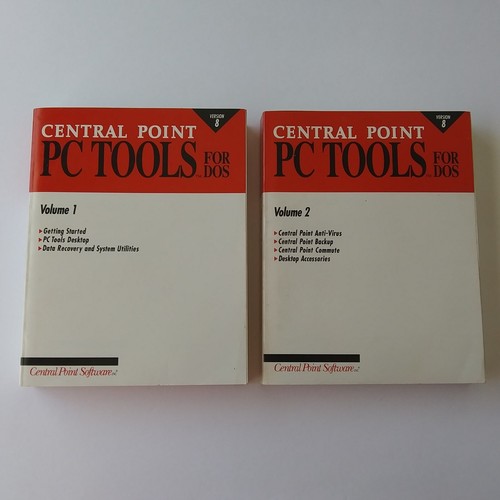 VERSION
8
CENTRAL POINT
PC TOOLS™ FOR DOS
Volume 1
Getting Started
PC Tools Desktop
Data Recovery and System Utilities
Central Point Software
VERSION
8
CENTRAL POINT
PC TOOLS™ FOR DOS
Volume 2
Central Point Anti-Virus
Central Point Backup
Central Point Commute
Desktop Accessories
Central Point Software